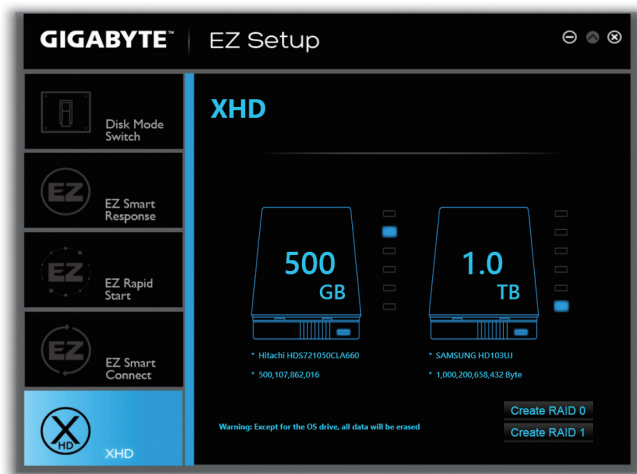 GIGABYTE™ EZ Setup
Disk Mode
Switch
EZ
EZ Smart
Response
EZ
EZ Rapid
Start
EZ
EZ Smart
Connect
X
HD
XHD
XHD
500
GB
1.0
TB
* Hitachi HDS721050CLA660
* 500,107,862,016
* SAMSUNG HD103UJ
* 1,000,200,658,432 Byte
Warning: Except for the OS drive, all data will be erased
Create RAID 0
Create RAID 1